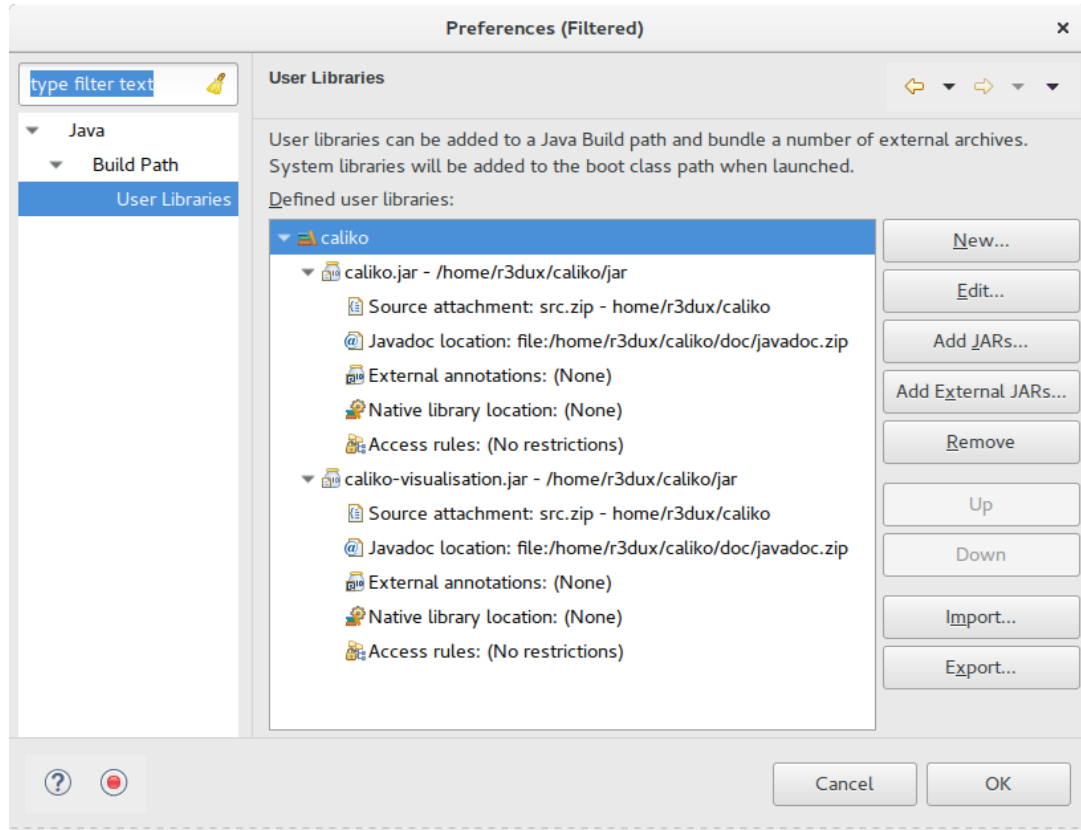 Preferences (Filtered)
type filter text
Java
Build Path
User Libraries
User Libraries
User libraries can be added to a Java Build path and bundle a number of external archives.
System libraries will be added to the boot class path when launched.
Defined user libraries:
caliko
caliko.jar - /home/r3dux/caliko/jar
Source attachment: src.zip - home/r3dux/caliko
Javadoc location: file:/home/r3dux/caliko/doc/javadoc.zip
External annotations: (None)
Native library location: (None)
Access rules: (No restrictions)
caliko-visualisation.jar - /home/r3dux/caliko/jar
Source attachment: src.zip - home/r3dux/caliko
Javadoc location: file:/home/r3dux/caliko/doc/javadoc.zip
External annotations: (None)
Native library location: (None)
Access rules: (No restrictions)
New...
Edit...
Add JARs...
Add External JARs...
Remove
Up
Down
Import...
Export...
Cancel
OK